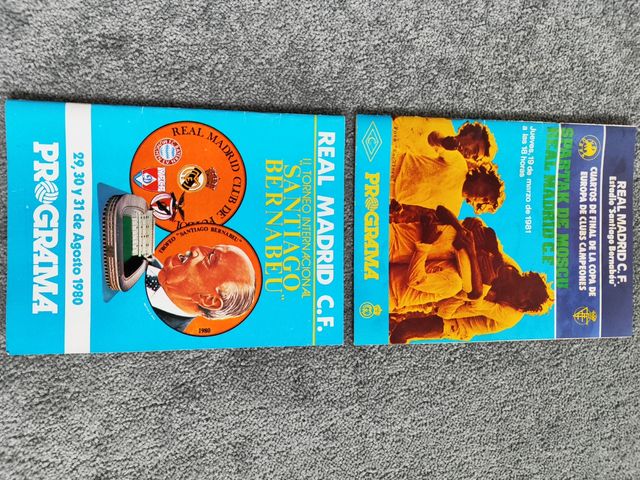 REAL MADRID C.F.
II TORNEO INTERNACIONAL
"SANTIAGO
BERNABEU"
REAL MADRID CLUB DE
TROFEO "SANTIAGO BERNABEU"
1980
29, 30 y 31 de Agosto 1980
PROGRAMA
REAL MADRID C.F.
Estadio "Santiago Bernabéu"
CUARTOS DE FINAL DE LA COPA DE
EUROPA DE CLUBS CAMPEONES
SPARTAK DE MOSCU
REAL MADRID C.F.
Jueves, 19 de marzo de 1981
a las 18 horas
PROGRAMA